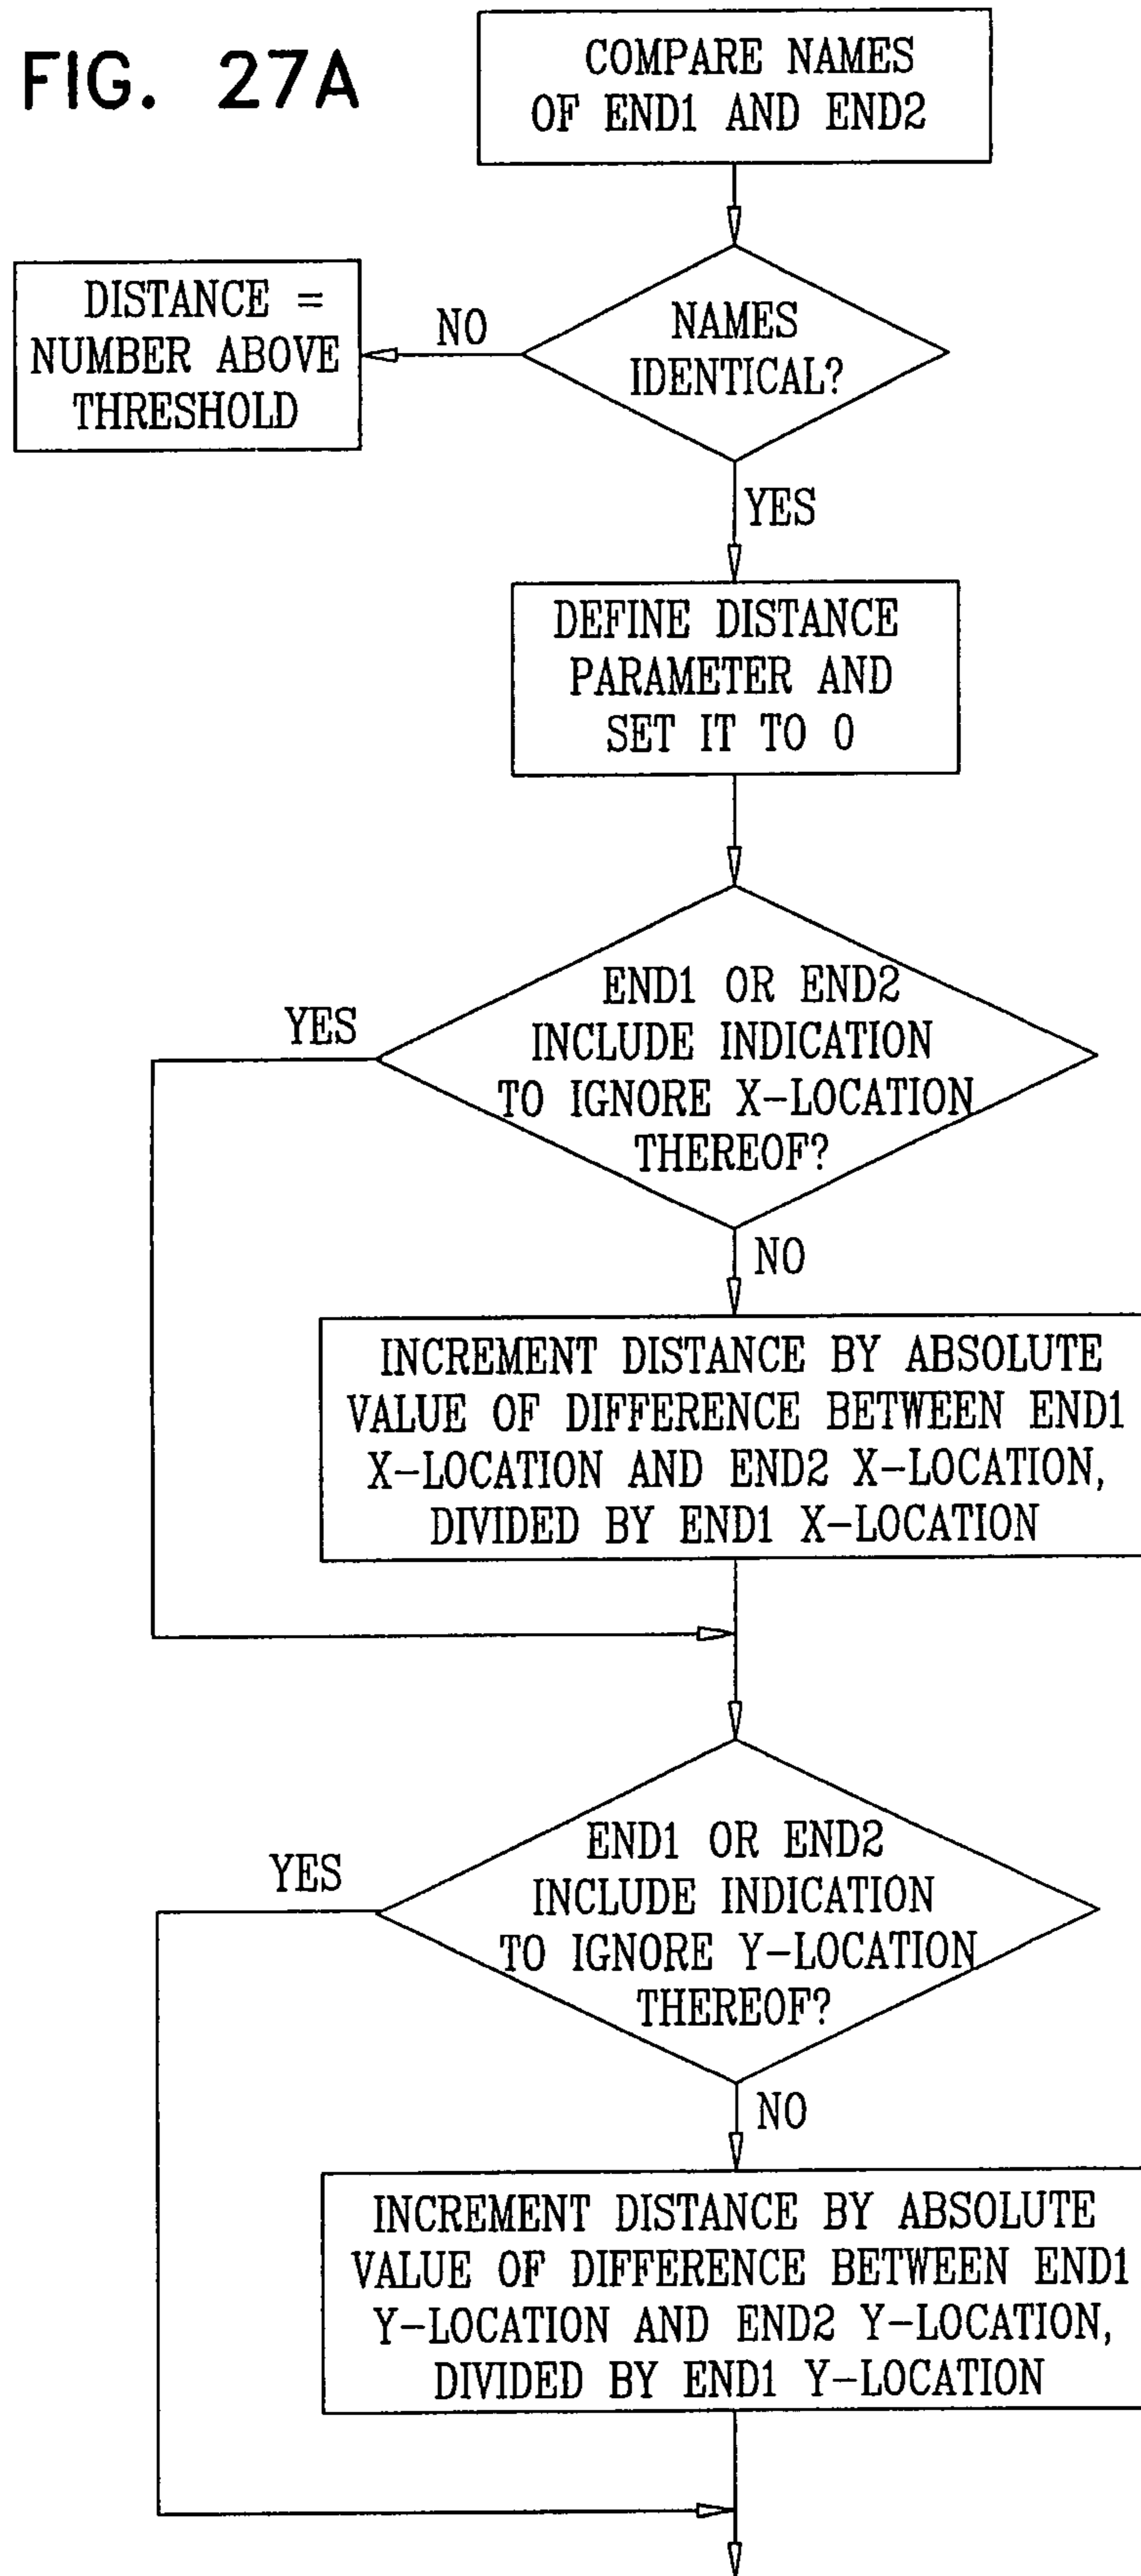 FIG. 27A
COMPARE NAMES
OF END1 AND END2
NAMES
IDENTICAL?
NO
DISTANCE =
NUMBER ABOVE
THRESHOLD
YES
DEFINE DISTANCE
PARAMETER AND
SET IT TO 0
END1 OR END2
INCLUDE INDICATION
TO IGNORE X-LOCATION
THEREOF?
YES
NO
INCREMENT DISTANCE BY ABSOLUTE
VALUE OF DIFFERENCE BETWEEN END1
X-LOCATION AND END2 X-LOCATION,
DIVIDED BY END1 X-LOCATION
END1 OR END2
INCLUDE INDICATION
TO IGNORE Y-LOCATION
THEREOF?
YES
NO
INCREMENT DISTANCE BY ABSOLUTE
VALUE OF DIFFERENCE BETWEEN END1
Y-LOCATION AND END2 Y-LOCATION,
DIVIDED BY END1 Y-LOCATION